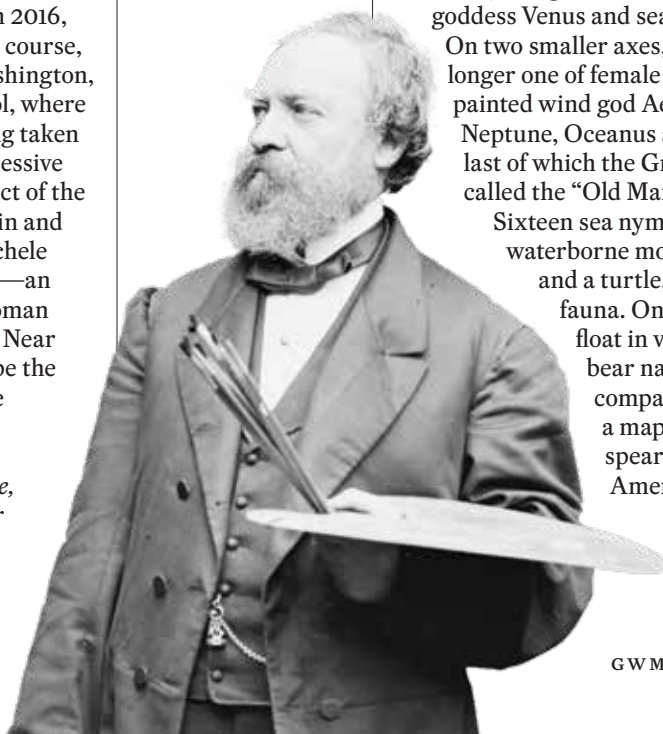 n 2016,
course,
shington,
ol, where
g taken
essive
ct of the
in and
chele
—an
oman
Near
be the
e
e,
goddess Venus and sea
On two smaller axes,
longer one of female
painted wind god Ae
Neptune, Oceanus
last of which the Gr
called the “Old Ma
Sixteen sea nym
waterborne mo
and a turtle,
fauna. On
float in v
bear na
compa
a map
spear
Amer
GWM